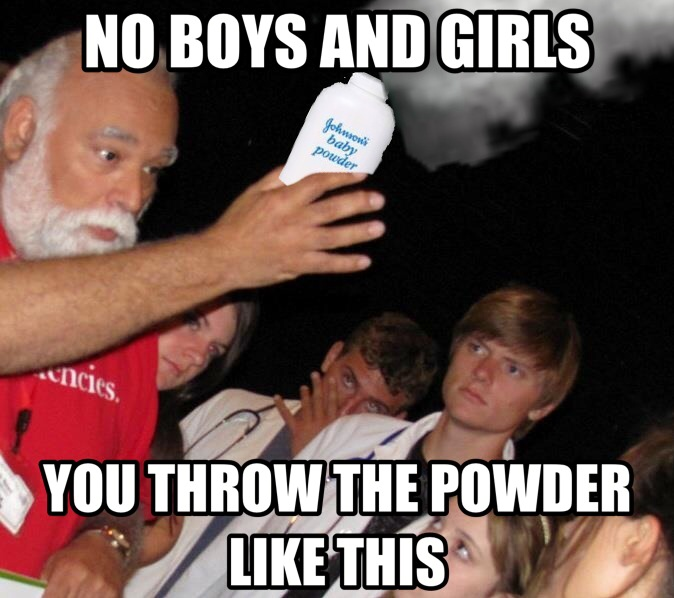 NO BOYS AND GIRLS
Johnson's
baby
powder
encies.
YOU THROW THE POWDER
LIKE THIS